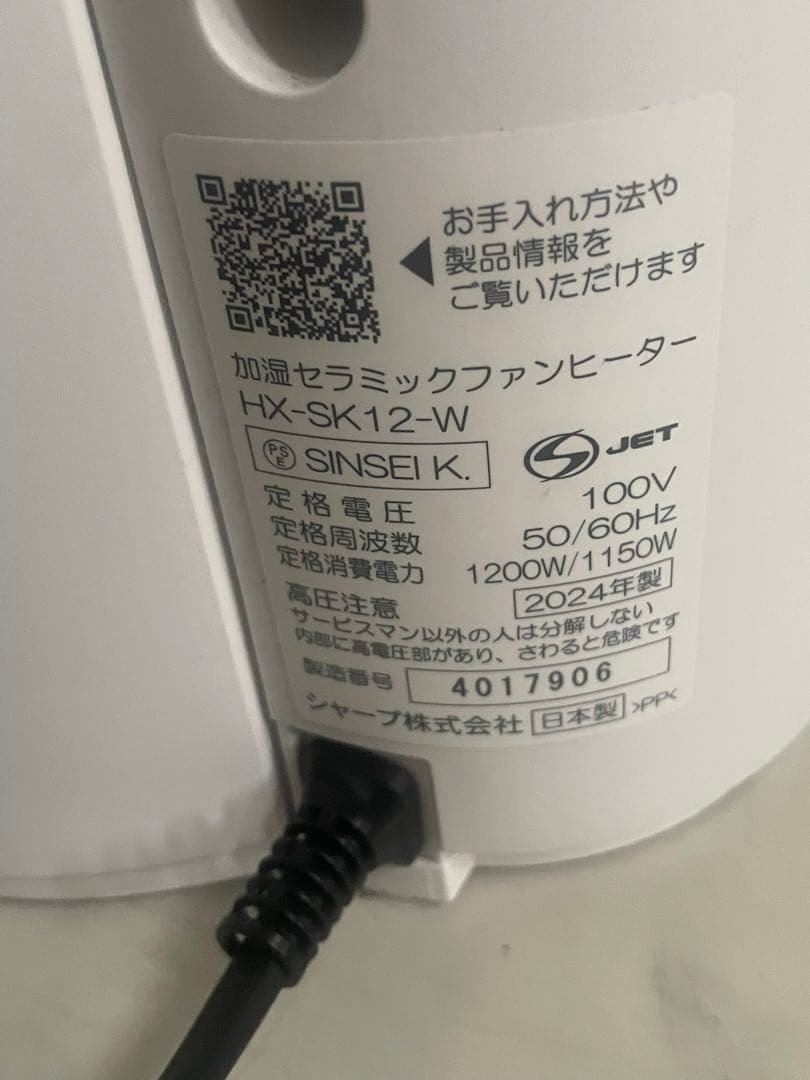 お手入れ方法や
製品情報を
ご覧いただけます
加湿セラミックファンヒーター
HX-SK12-W
PSE SINSEI K.
JET
定格電圧 100V
定格周波数 50/60Hz
定格消費電力 1200W/1150W
高圧注意 2024年製
サービスマン以外の人は分解しない
内部に高電圧部があり、さわると危険です
製造番号 4017906
シャープ株式会社 日本製 >PP<